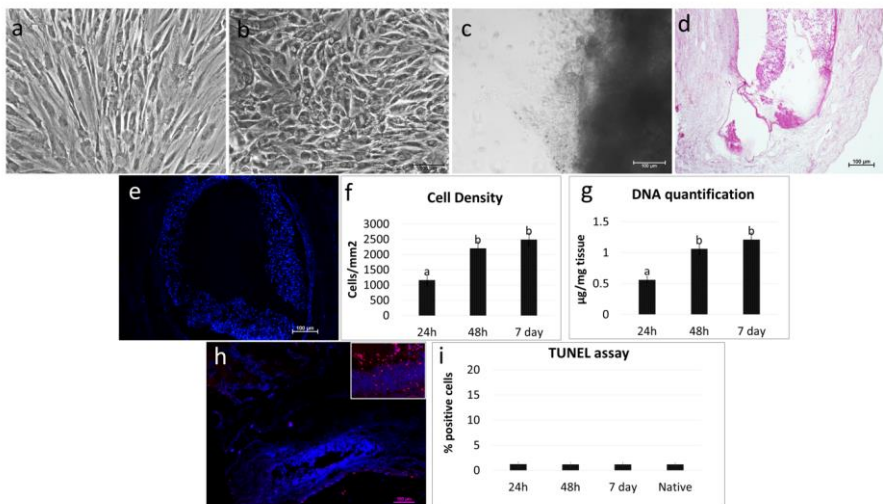 a
b
c
d
100 µm
100 µm
e
100 µm
f
Cell Density
Cells/mm2
3000
2500
2000
1500
1000
500
0
a
b
b
24h
48h
7 day
g
DNA quantification
µg/mg tissue
1.5
1
0.5
0
a
b
b
24h
48h
7 day
h
i
TUNEL assay
% positive cells
20
15
10
5
0
24h
48h
7 day
Native